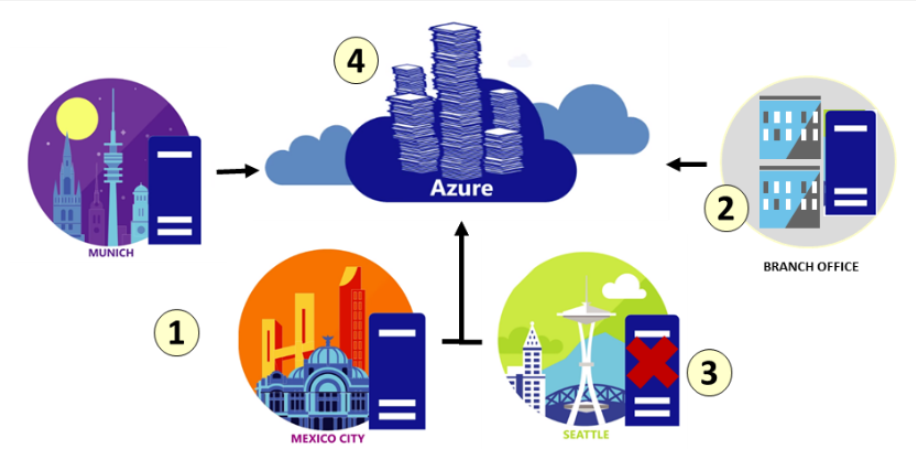 4
Azure
MUNICH
2
BRANCH OFFICE
1
MEXICO CITY
3
SEATTLE